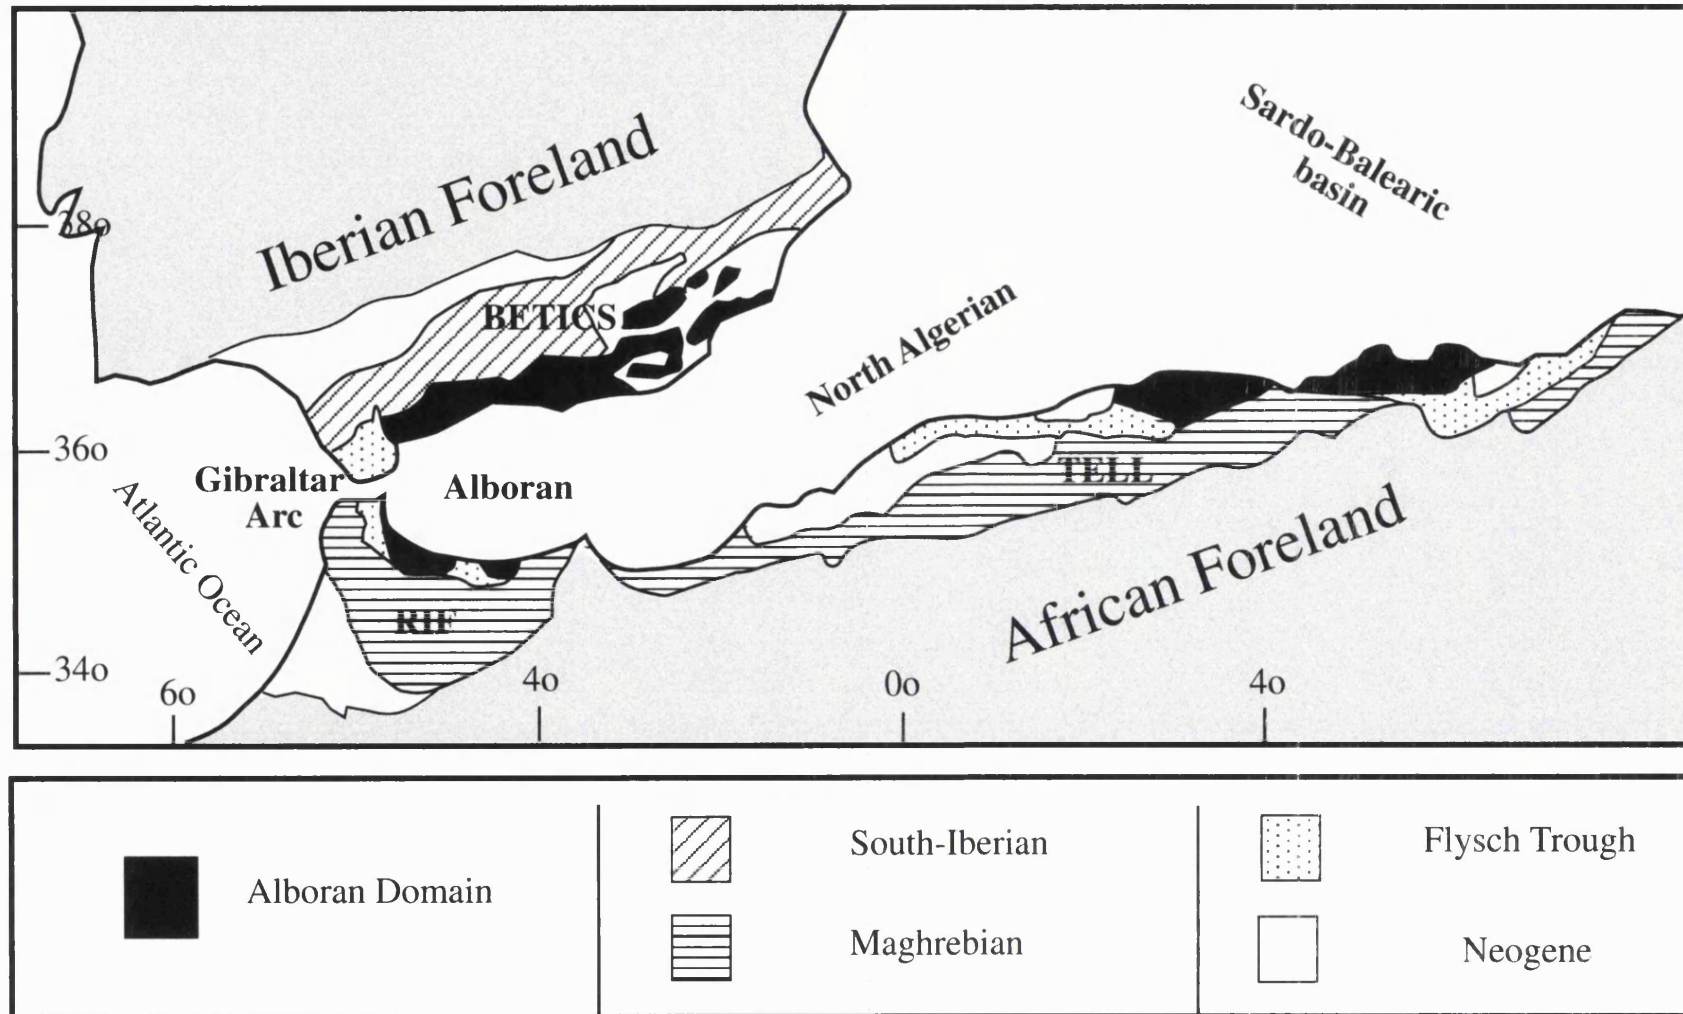 Sardo-Balearic
basin
Iberian Foreland
38o
BETICS
North Algerian
36o
Gibraltar
Arc
Alboran
TELL
Atlantic Ocean
African Foreland
RIF
34o
6o
4o
0o
4o
Alboran Domain
South-Iberian
Maghrebian
Flysch Trough
Neogene